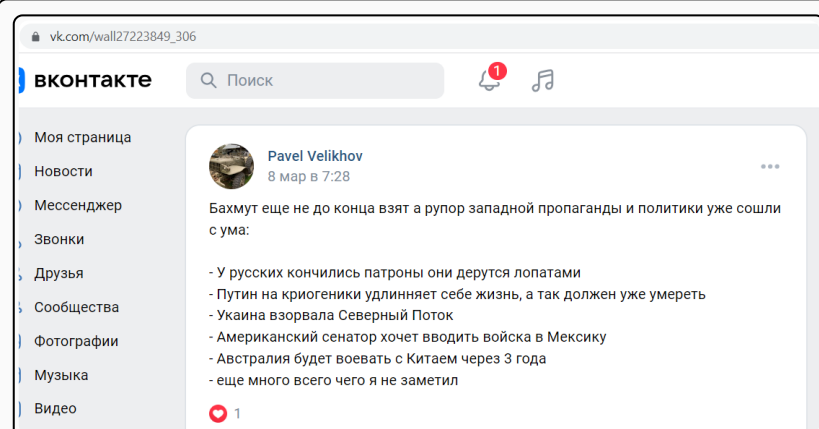 vk.com/wall27223849_306
вконтакте
Поиск
1
Моя страница
Новости
Мессенджер
Звонки
Друзья
Сообщества
Фотографии
Музыка
Видео
Pavel Velikhov
8 мар в 7:28
Бахмут еще не до конца взят а рупор западной пропаганды и политики уже сошли
с ума:
- У русских кончились патроны они дерутся лопатами
- Путин на криогеники удлинняет себе жизнь, а так должен уже умереть
- Укаина взорвала Северный Поток
- Американский сенатор хочет вводить войска в Мексику
- Австралия будет воевать с Китаем через 3 года
- еще много всего чего я не заметил
1